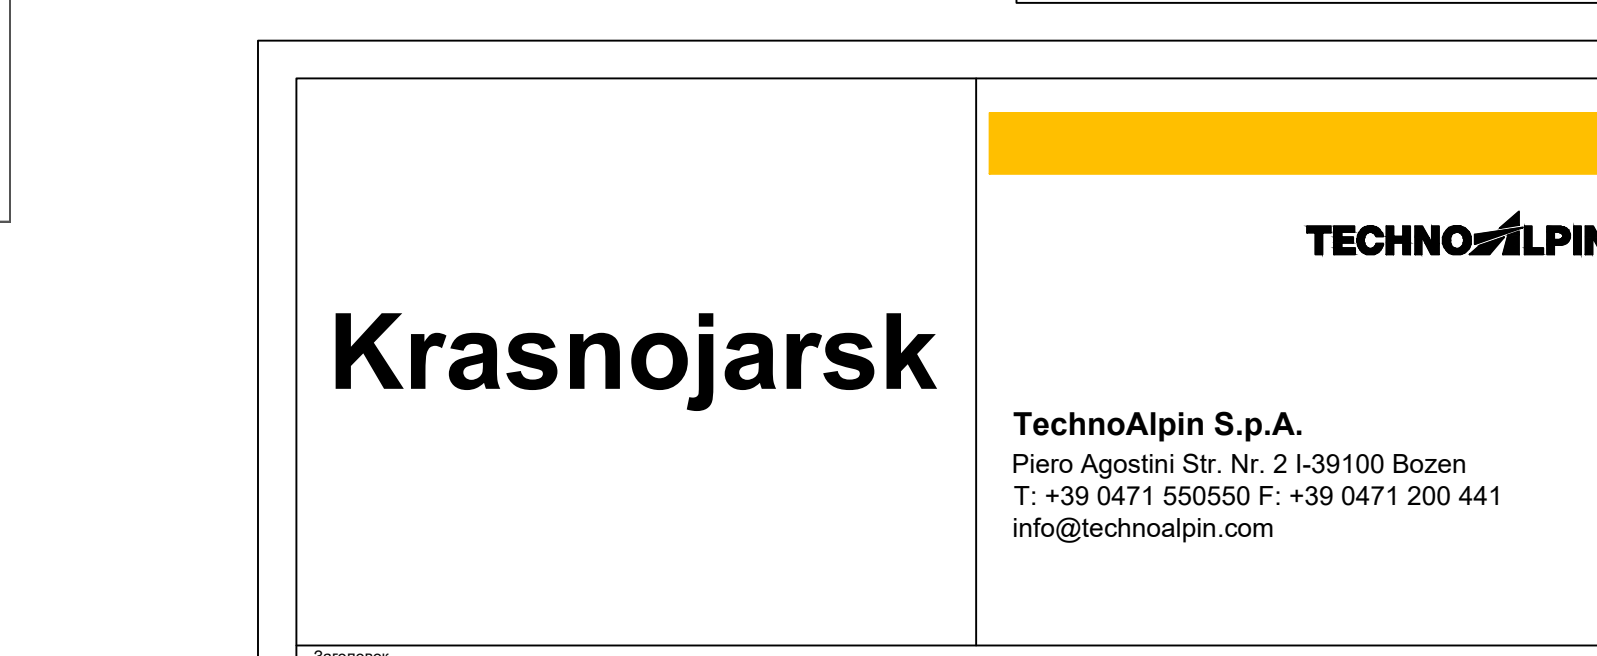 Krasnojarsk
TECHNOALPIN
TechnoAlpin S.p.A.
Piero Agostini Str. Nr. 2 I-39100 Bozen
T: +39 0471 550550 F: +39 0471 200 441
info@technoalpin.com
Заголовок